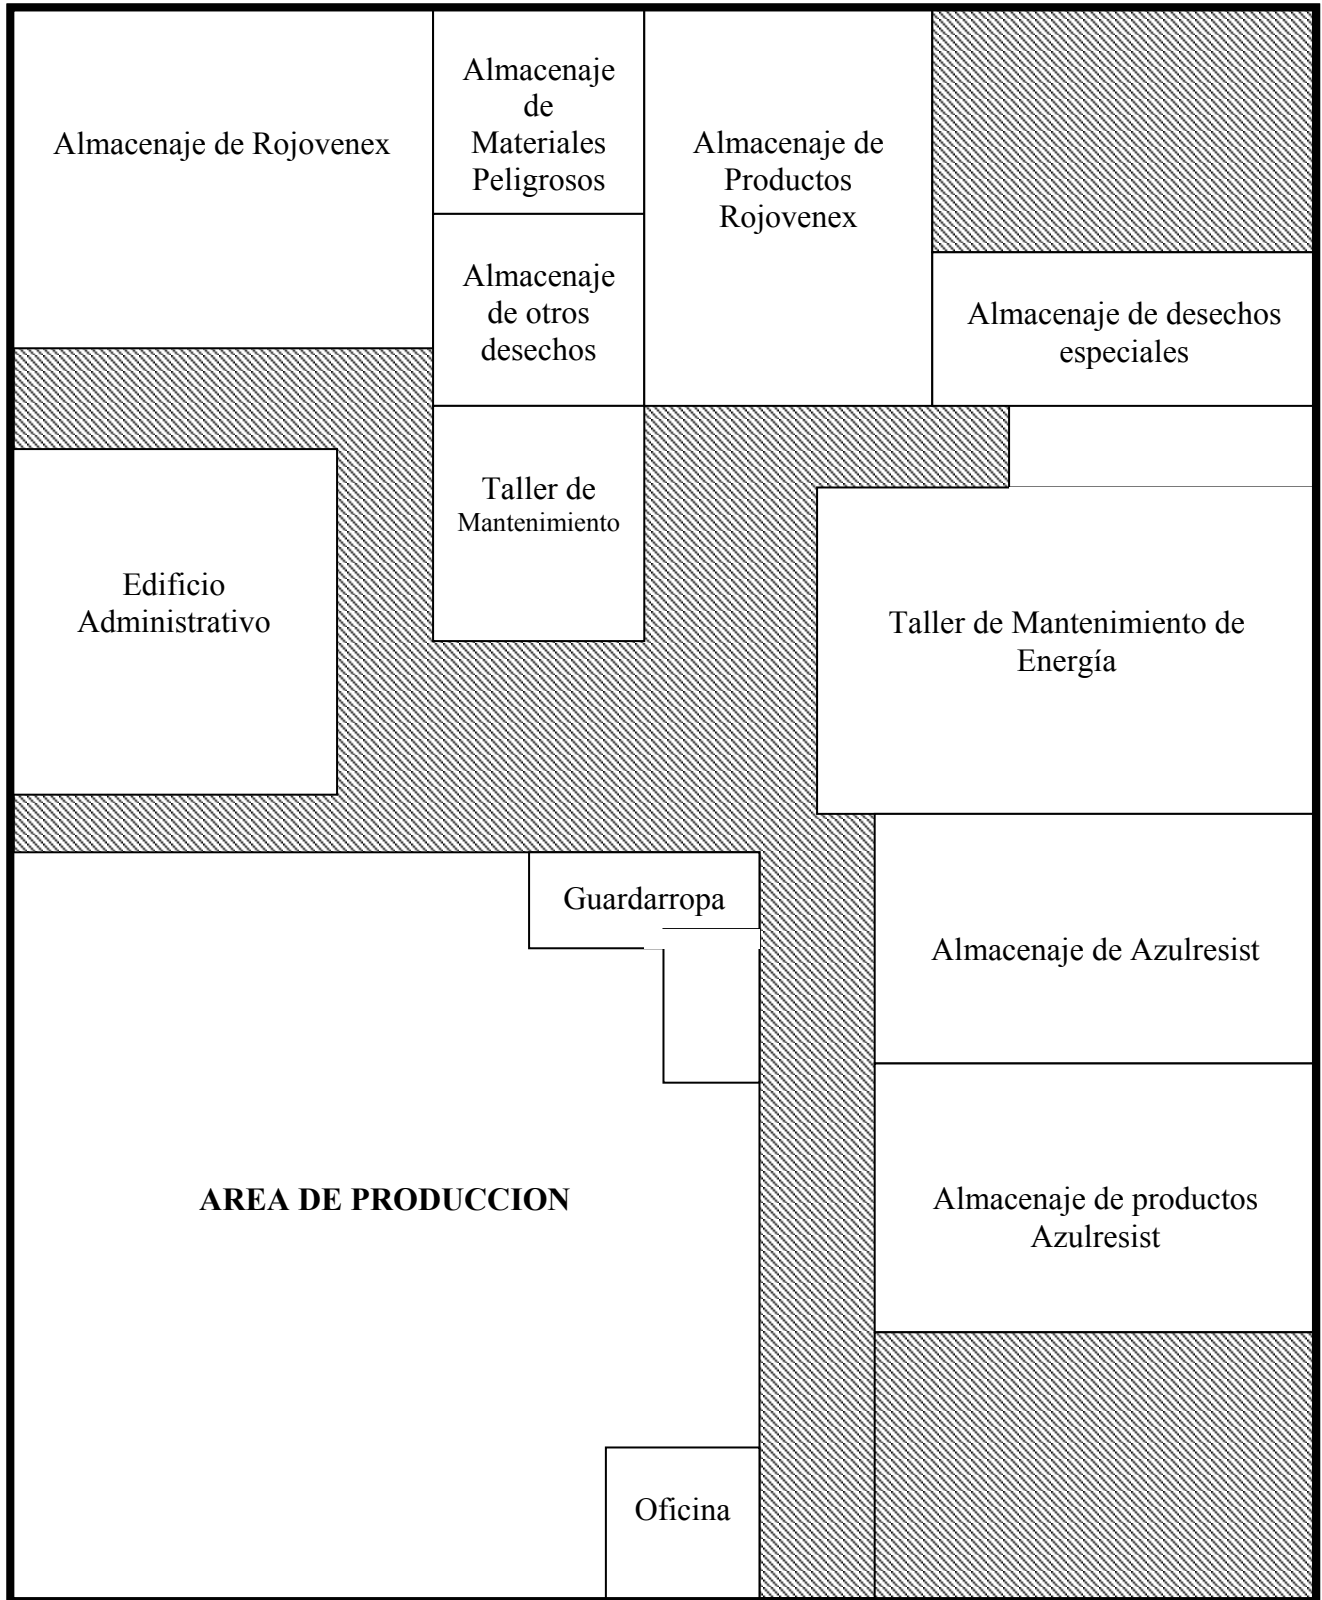 Almacenaje de Rojovenex
Almacenaje
de
Materiales
Peligrosos
Almacenaje de
Productos
Rojovenex
Almacenaje
de otros
desechos
Almacenaje de desechos
especiales
Taller de
Mantenimiento
Edificio
Administrativo
Taller de Mantenimiento de
Energía
Guardarropa
Almacenaje de Azulresist
AREA DE PRODUCCION
Almacenaje de productos
Azulresist
Oficina